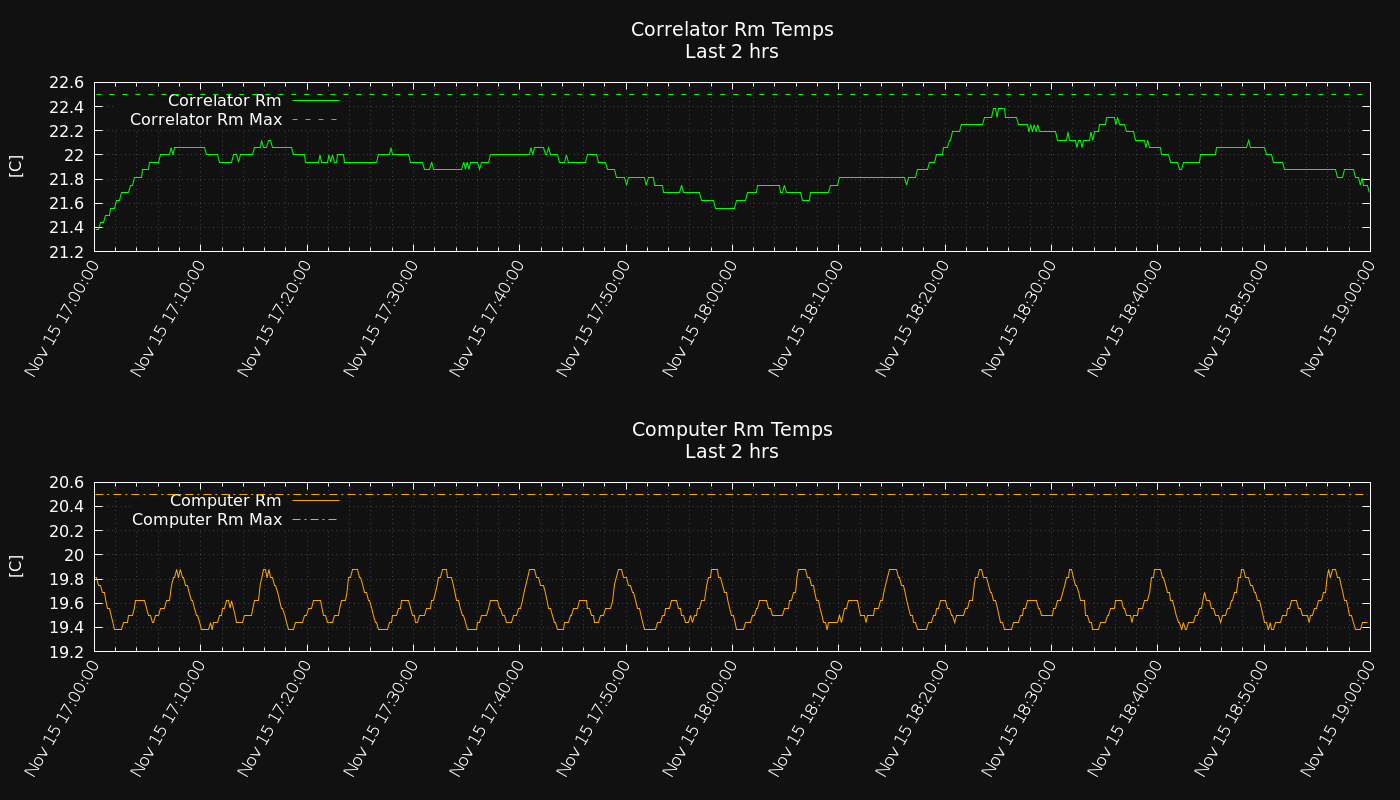 Correlator Rm Temps
Last 2 hrs
22.6
22.4
22.2
22
21.8
21.6
21.4
21.2
[C]
Correlator Rm
Correlator Rm Max
Nov 15 17:00:00
Nov 15 17:10:00
Nov 15 17:20:00
Nov 15 17:30:00
Nov 15 17:40:00
Nov 15 17:50:00
Nov 15 18:00:00
Nov 15 18:10:00
Nov 15 18:20:00
Nov 15 18:30:00
Nov 15 18:40:00
Nov 15 18:50:00
Nov 15 19:00:00
Computer Rm Temps
Last 2 hrs
20.6
20.4
20.2
20
19.8
19.6
19.4
19.2
[C]
Computer Rm
Computer Rm Max
Nov 15 17:00:00
Nov 15 17:10:00
Nov 15 17:20:00
Nov 15 17:30:00
Nov 15 17:40:00
Nov 15 17:50:00
Nov 15 18:00:00
Nov 15 18:10:00
Nov 15 18:20:00
Nov 15 18:30:00
Nov 15 18:40:00
Nov 15 18:50:00
Nov 15 19:00:00